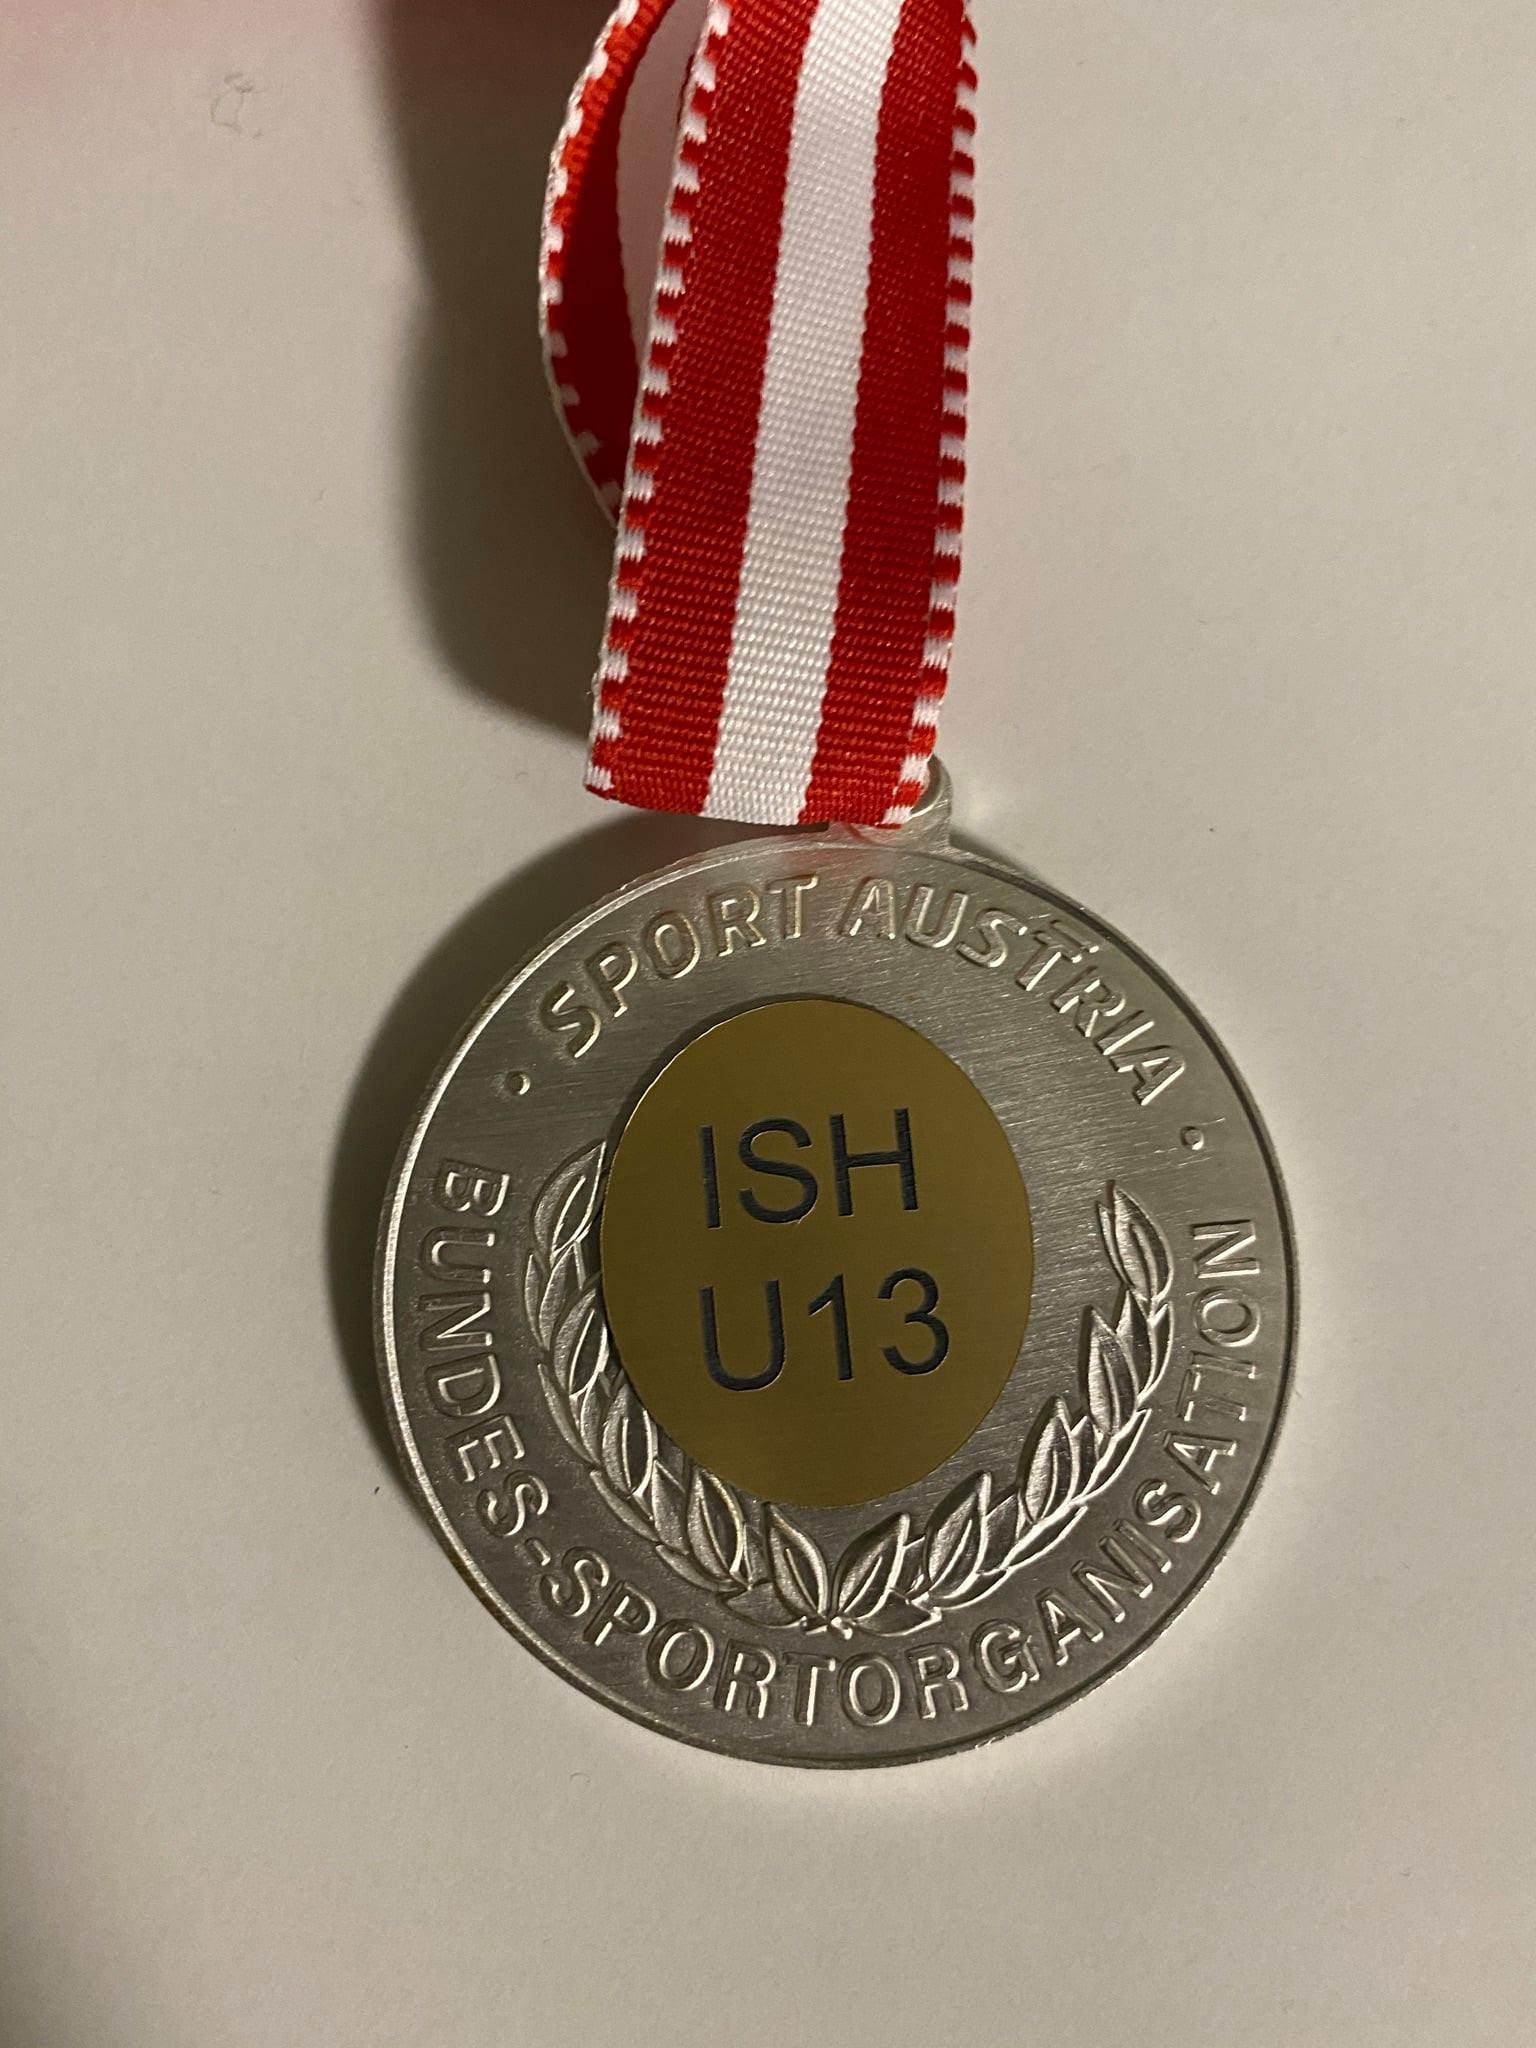 • SPORT AUSTRIA •
ISH
U13
BUNDES-SPORTORGANISATION